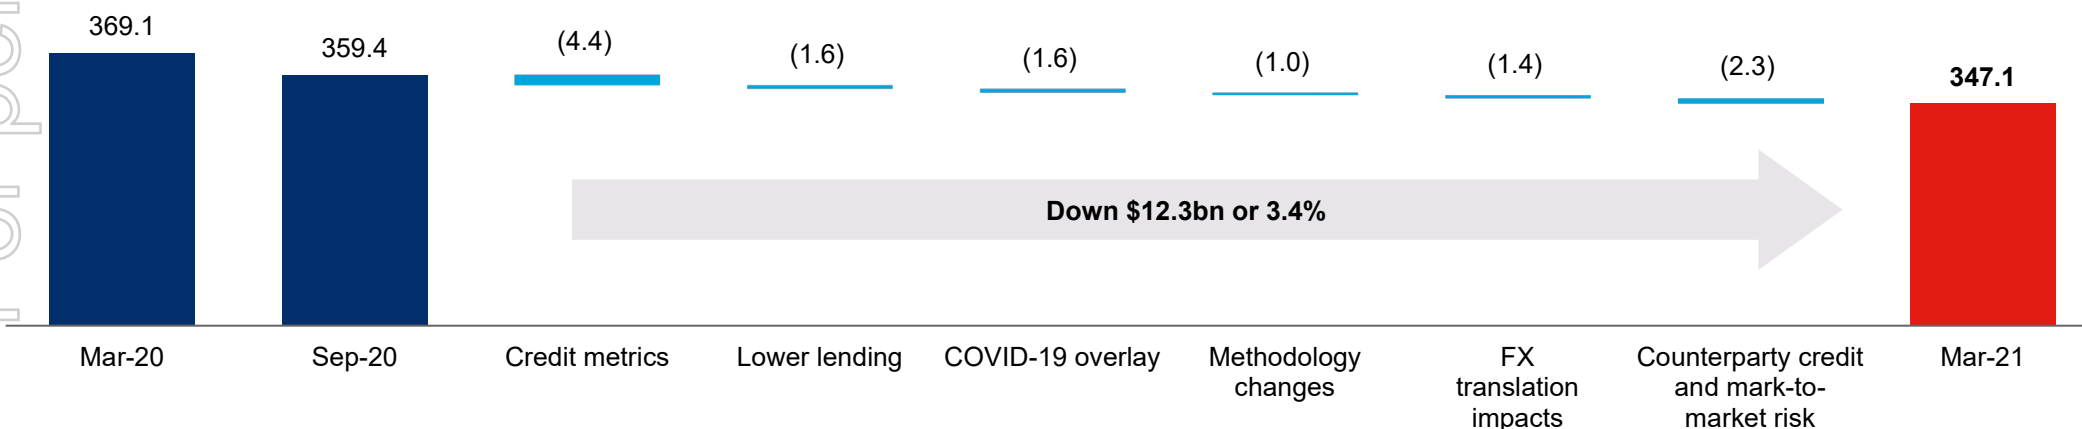 369.1
359.4
(4.4)
(1.6)
(1.6)
(1.0)
(1.4)
(2.3)
347.1
Down $12.3bn or 3.4%
Mar-20
Sep-20
Credit metrics
Lower lending
COVID-19 overlay
Methodology
changes
FX
translation
impacts
Counterparty credit
and mark-to-
market risk
Mar-21